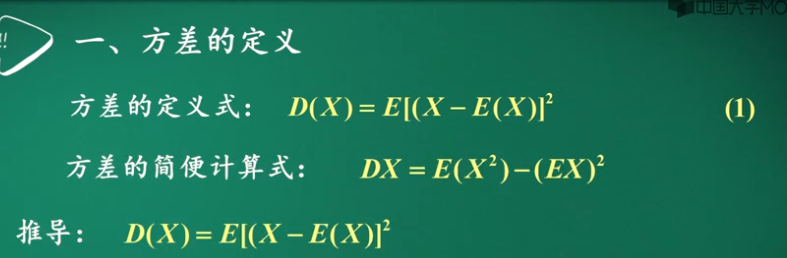 中国大学MO
!!
一、方差的定义
方差的定义式： D(X) = E[(X − E(X)]² (1)
方差的简便计算式： DX = E(X²) − (EX)²
推导： D(X) = E[(X − E(X)]²